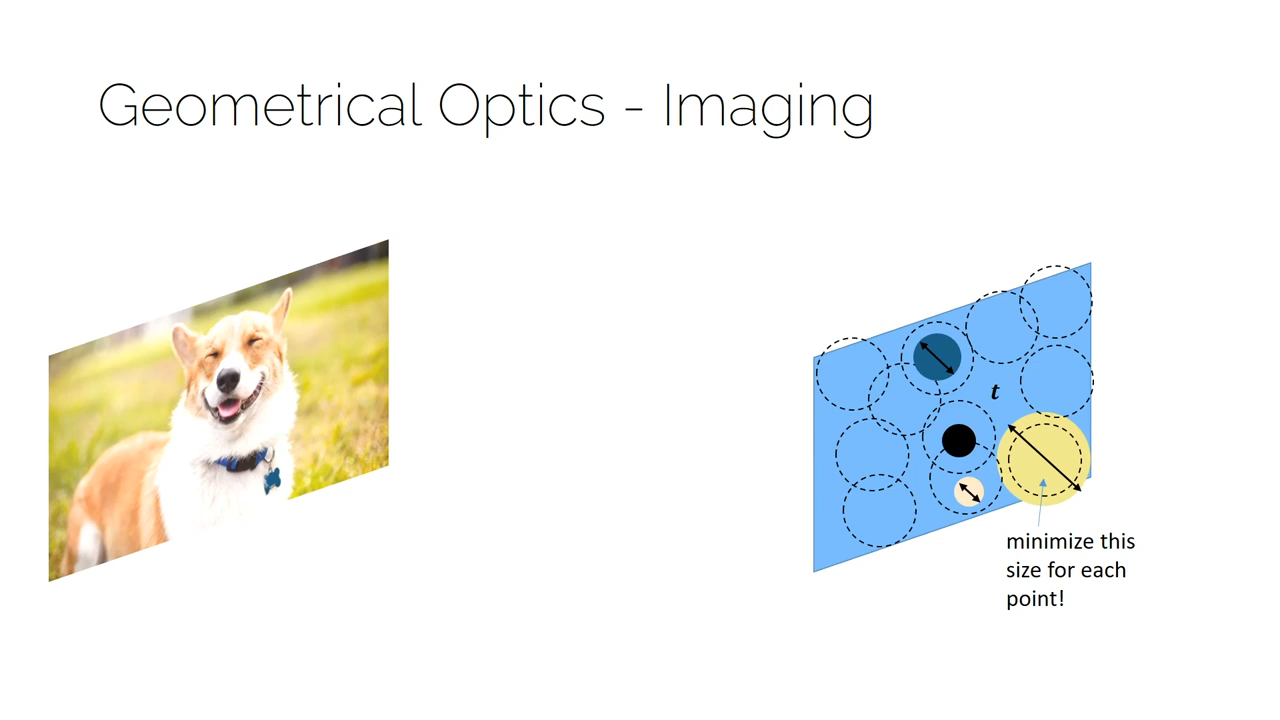 Geometrical Optics - Imaging
t
minimize this
size for each
point!